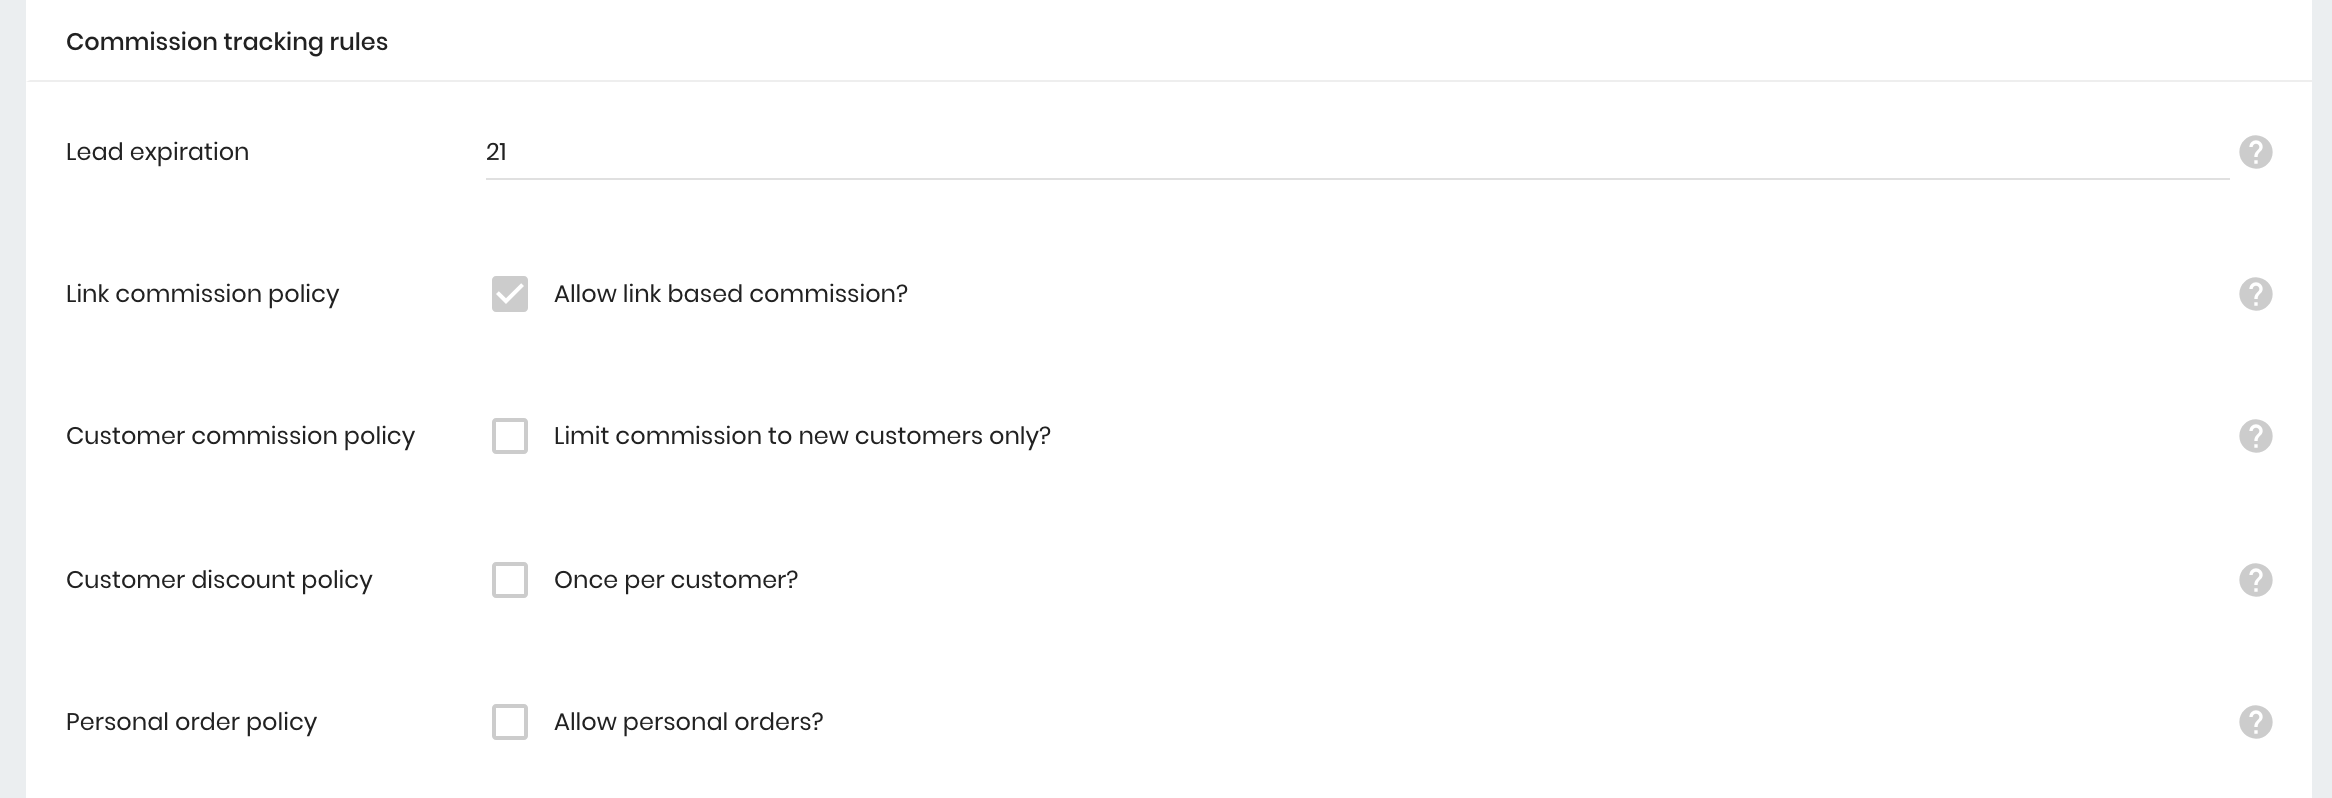 Commission tracking rules
Lead expiration 21 ?
Link commission policy Allow link based commission? ?
Customer commission policy Limit commission to new customers only? ?
Customer discount policy Once per customer? ?
Personal order policy Allow personal orders? ?